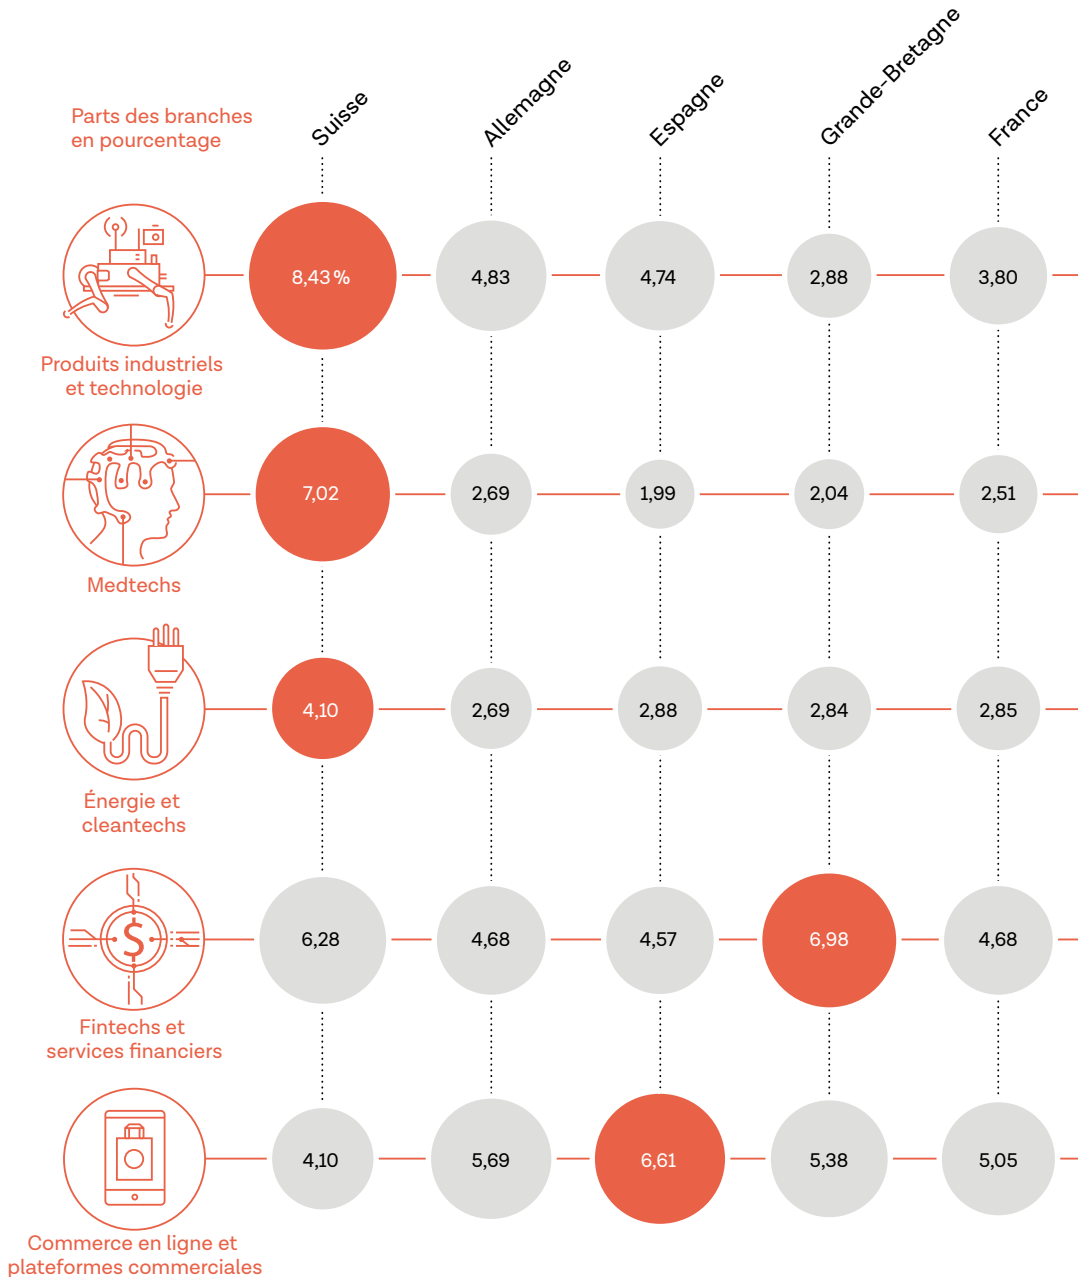 Parts des branches
en pourcentage
Suisse
Allemagne
Espagne
Grande-Bretagne
France
8,43 %
4,83
4,74
2,88
3,80
Produits industriels
et technologie
7,02
2,69
1,99
2,04
2,51
Medtechs
4,10
2,69
2,88
2,84
2,85
Énergie et
cleantechs
$
6,28
4,68
4,57
6,98
4,68
Fintechs et
services financiers
4,10
5,69
6,61
5,38
5,05
Commerce en ligne et
plateformes commerciales